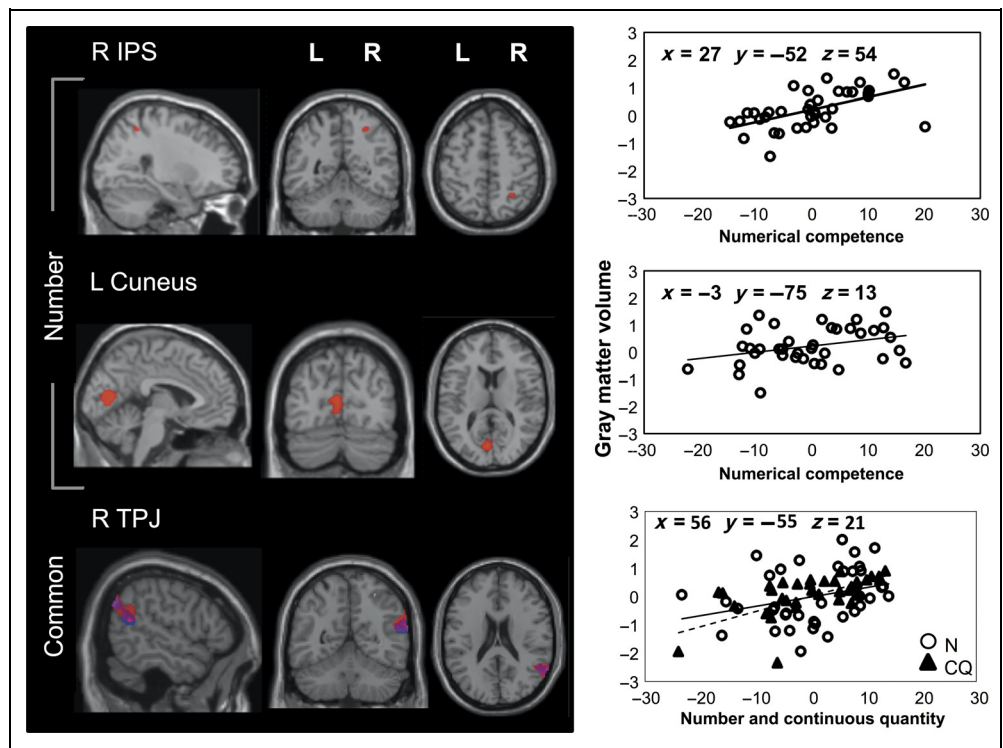 R IPS
L R L R
Number
L Cuneus
R TPJ
Common
x = 27 y = −52 z = 54
3
2
1
0
−1
−2
−3
−30 −20 −10 0 10 20 30
Numerical competence
Gray matter volume
x = −3 y = −75 z = 13
3
2
1
0
−1
−2
−3
−30 −20 −10 0 10 20 30
Numerical competence
x = 56 y = −55 z = 21
3
2
1
0
−1
−2
−3
N
CQ
−30 −20 −10 0 10 20 30
Number and continuous quantity